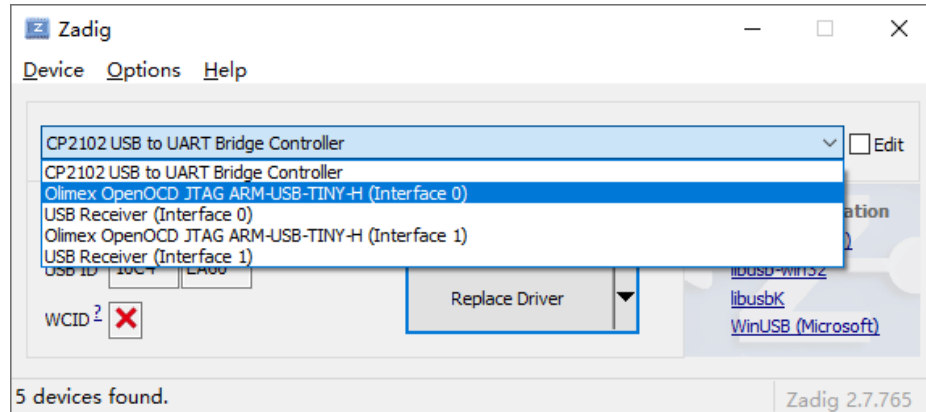 Zadig
Device Options Help
CP2102 USB to UART Bridge Controller
Edit
CP2102 USB to UART Bridge Controller
Olimex OpenOCD JTAG ARM-USB-TINY-H (Interface 0)
USB Receiver (Interface 0)
Olimex OpenOCD JTAG ARM-USB-TINY-H (Interface 1)
USB Receiver (Interface 1)
USB ID 10C4 EA60
libusb-win32
WCID ?
Replace Driver
libusbK
WinUSB (Microsoft)
5 devices found.
Zadig 2.7.765